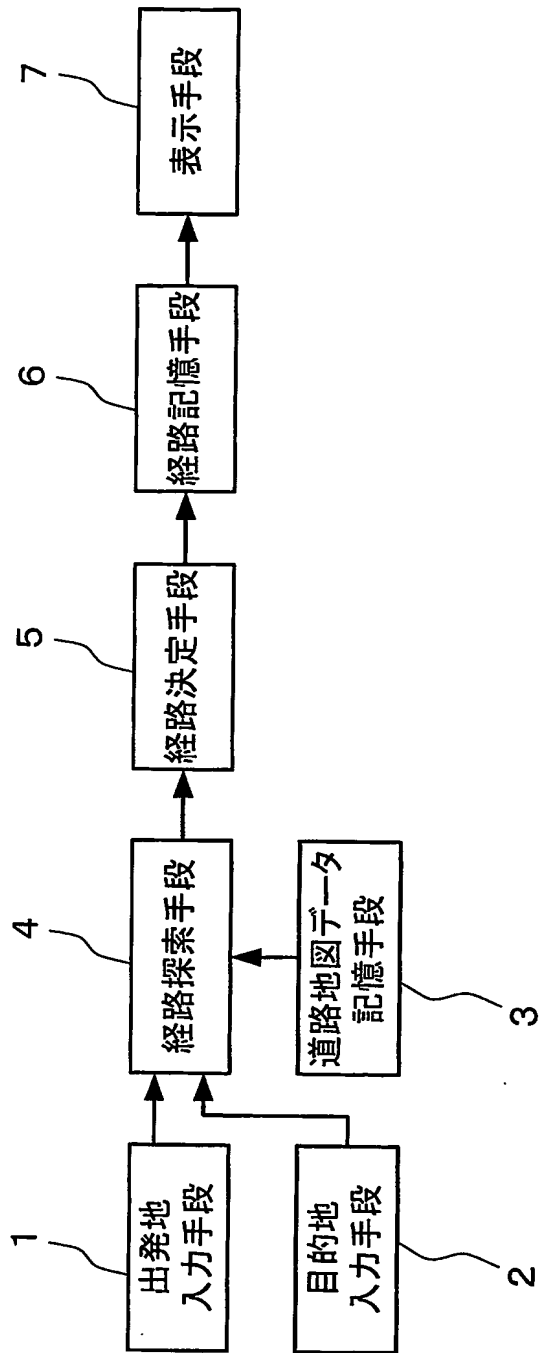 1
出発地
入力手段
2
目的地
入力手段
3
道路地図データ
記憶手段
4
経路探索手段
5
経路決定手段
6
経路記憶手段
7
表示手段